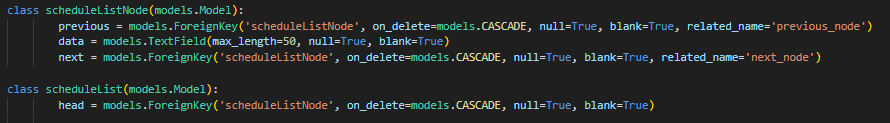 class scheduleListNode(models.Model):
previous = models.ForeignKey('scheduleListNode', on_delete=models.CASCADE, null=True, blank=True, related_name='previous_node')
data = models.TextField(max_length=50, null=True, blank=True)
next = models.ForeignKey('scheduleListNode', on_delete=models.CASCADE, null=True, blank=True, related_name='next_node')
class scheduleList(models.Model):
head = models.ForeignKey('scheduleListNode', on_delete=models.CASCADE, null=True, blank=True)